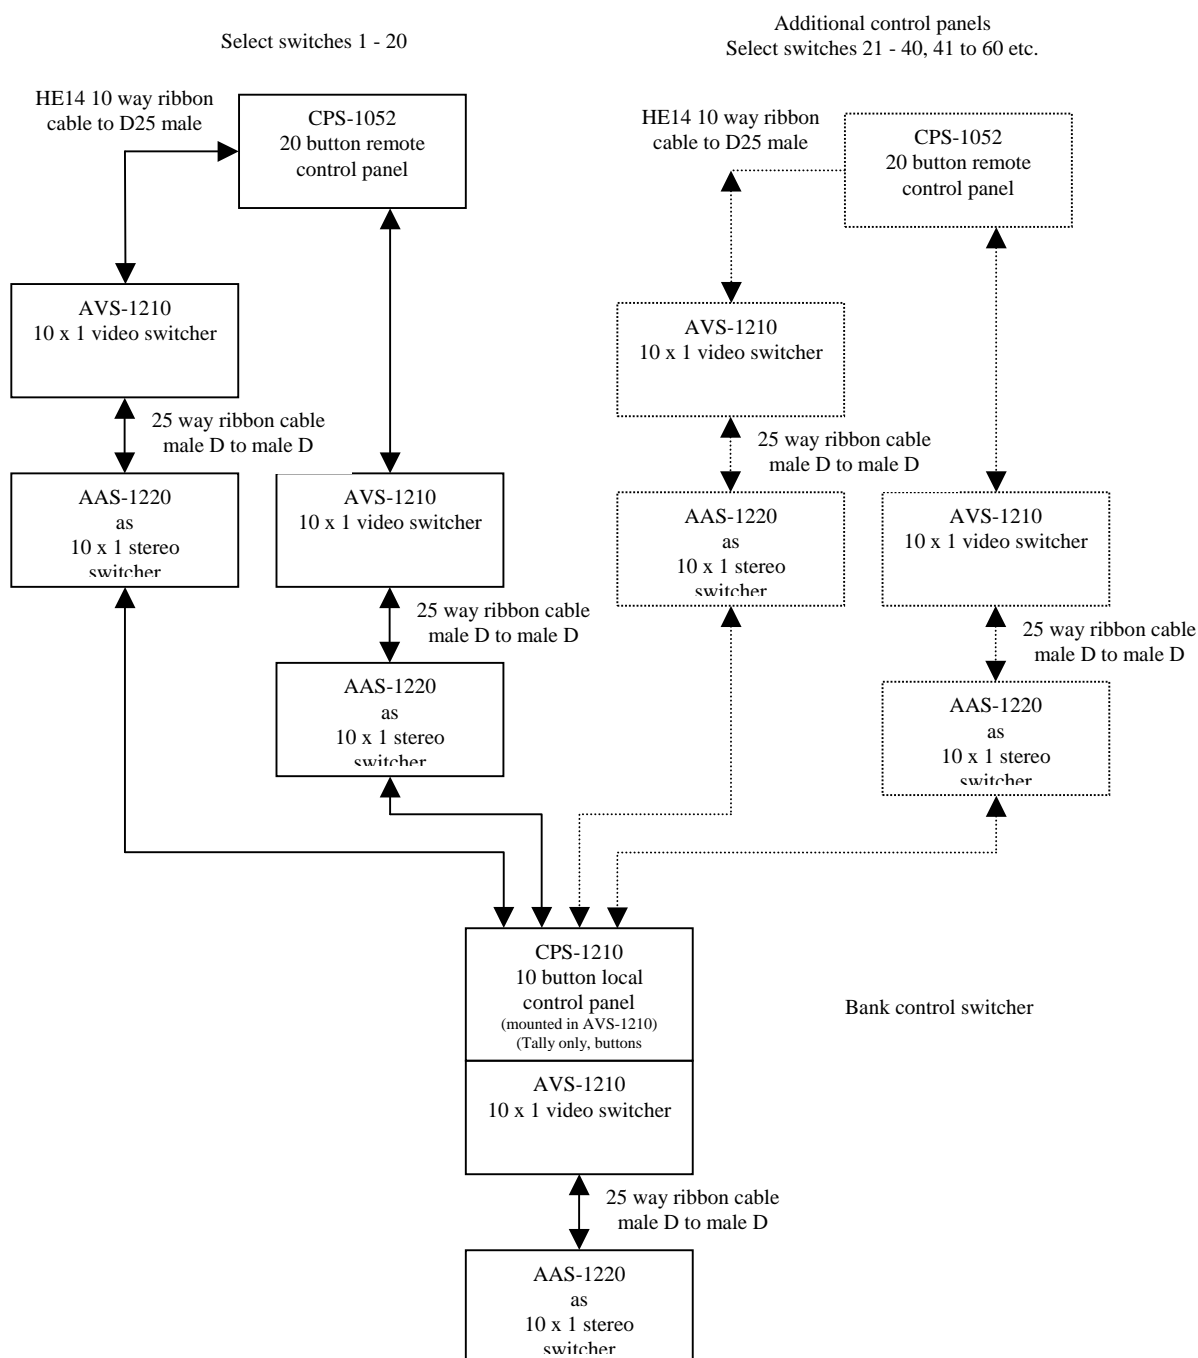 Select switches 1 - 20
Additional control panels
Select switches 21 - 40, 41 to 60 etc.
HE14 10 way ribbon
cable to D25 male
CPS-1052
20 button remote
control panel
HE14 10 way ribbon
cable to D25 male
CPS-1052
20 button remote
control panel
AVS-1210
10 x 1 video switcher
AVS-1210
10 x 1 video switcher
25 way ribbon cable
male D to male D
25 way ribbon cable
male D to male D
AAS-1220
as
10 x 1 stereo
switcher
AVS-1210
10 x 1 video switcher
AAS-1220
as
10 x 1 stereo
switcher
AVS-1210
10 x 1 video switcher
25 way ribbon cable
male D to male D
25 way ribbon cable
male D to male D
AAS-1220
as
10 x 1 stereo
switcher
AAS-1220
as
10 x 1 stereo
switcher
CPS-1210
10 button local
control panel
(mounted in AVS-1210)
(Tally only, buttons
Bank control switcher
AVS-1210
10 x 1 video switcher
25 way ribbon cable
male D to male D
AAS-1220
as
10 x 1 stereo
switcher